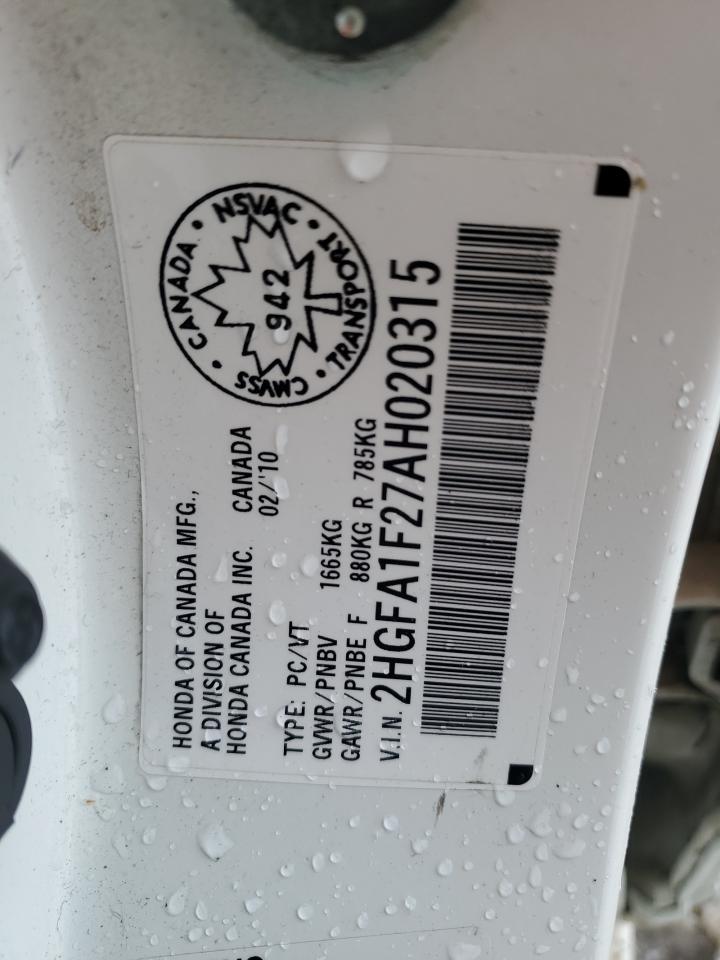 HONDA OF CANADA MFG.,
A DIVISION OF
HONDA CANADA INC. CANADA
02/'10
TYPE: PC/VT
GVWR/PNBV 1665KG
GAWR/PNBE F 880KG R 785KG
V.I.N. 2HGFA1F27AH020315
CANADA • NSVAC • TRANSPORT • CMVSS •
942